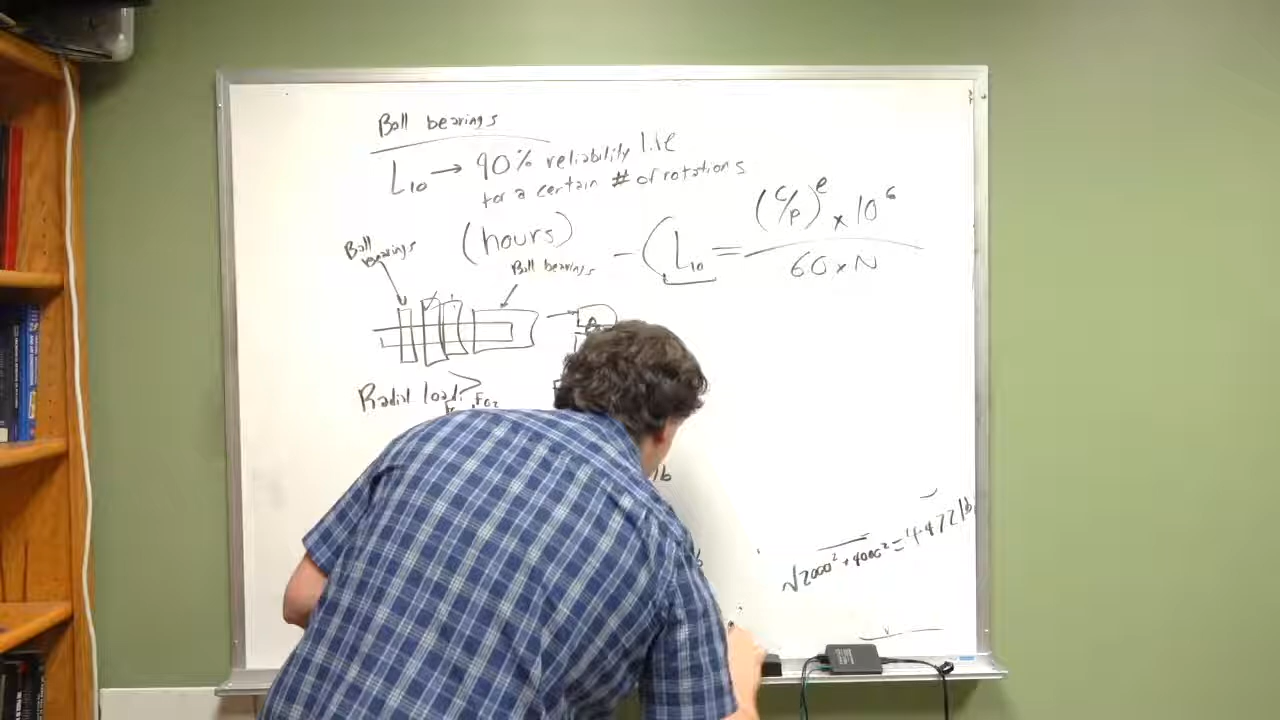 Ball bearings
L10 → 90% reliability life
for a certain # of rotations
(hours)
L10 = (C/P)^e x 10^6
60 x N
Ball
Bearings
Ball bearings
Radial load:
lb
√2000² + 4000² = 4472 lb